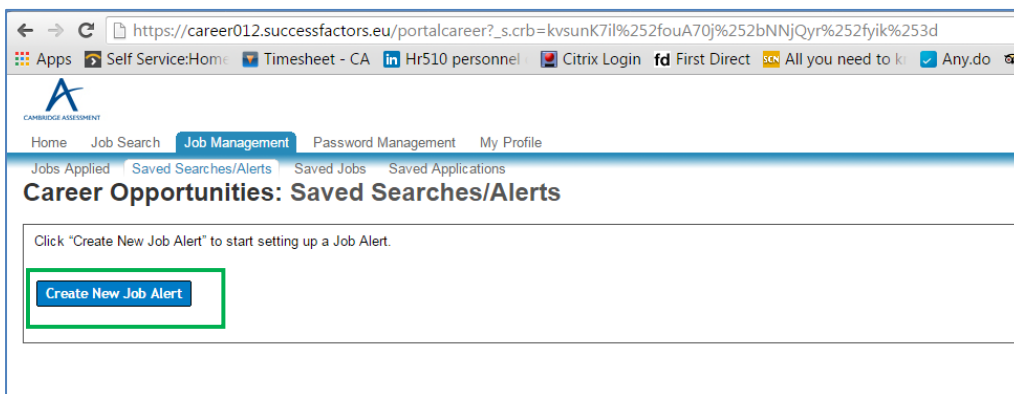 https://career012.successfactors.eu/portalcareer?_s.crb=kvsunK7il%252fouA70j%252bNNjQyr%252fyik%253d
Apps Self Service:Home Timesheet - CA Hr510 personnel Citrix Login fd First Direct SCN All you need to k Any.do
CAMBRIDGE ASSESSMENT
Home Job Search Job Management Password Management My Profile
Jobs Applied Saved Searches/Alerts Saved Jobs Saved Applications
Career Opportunities: Saved Searches/Alerts
Click "Create New Job Alert" to start setting up a Job Alert.
Create New Job Alert